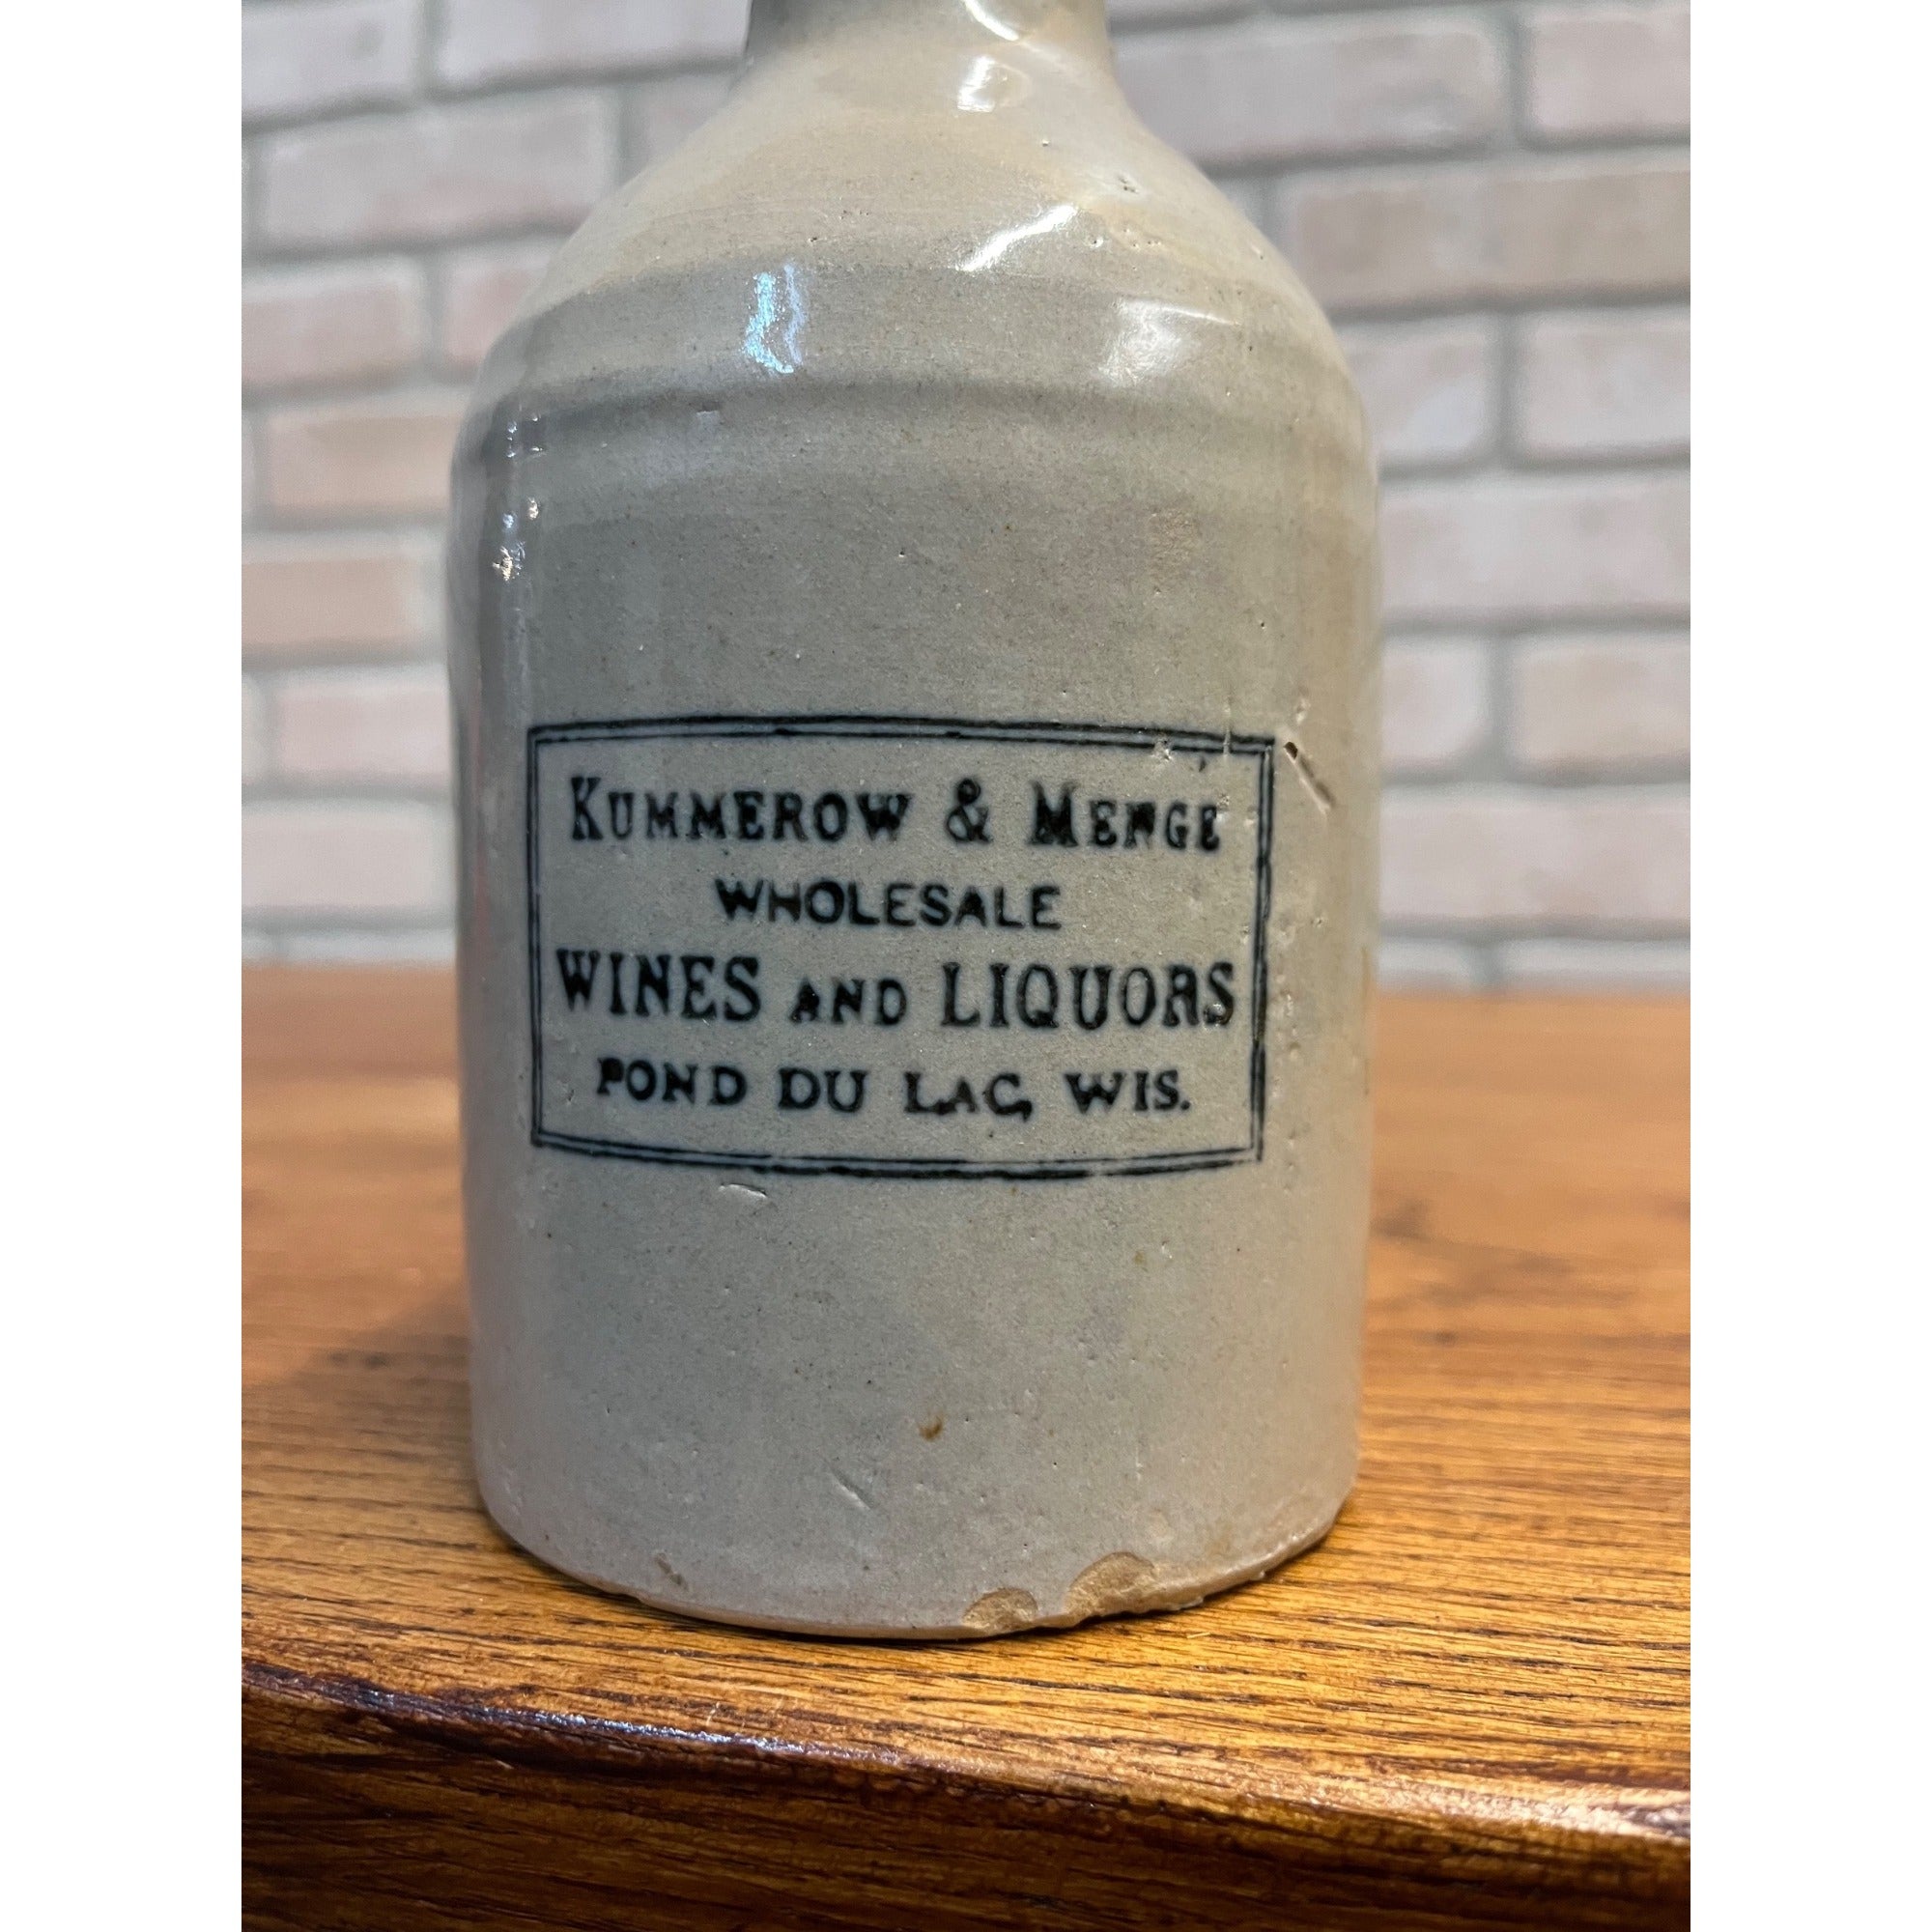 KUMMEROW & MENGE
WHOLESALE
WINES AND LIQUORS
POND DU LAC, WIS.